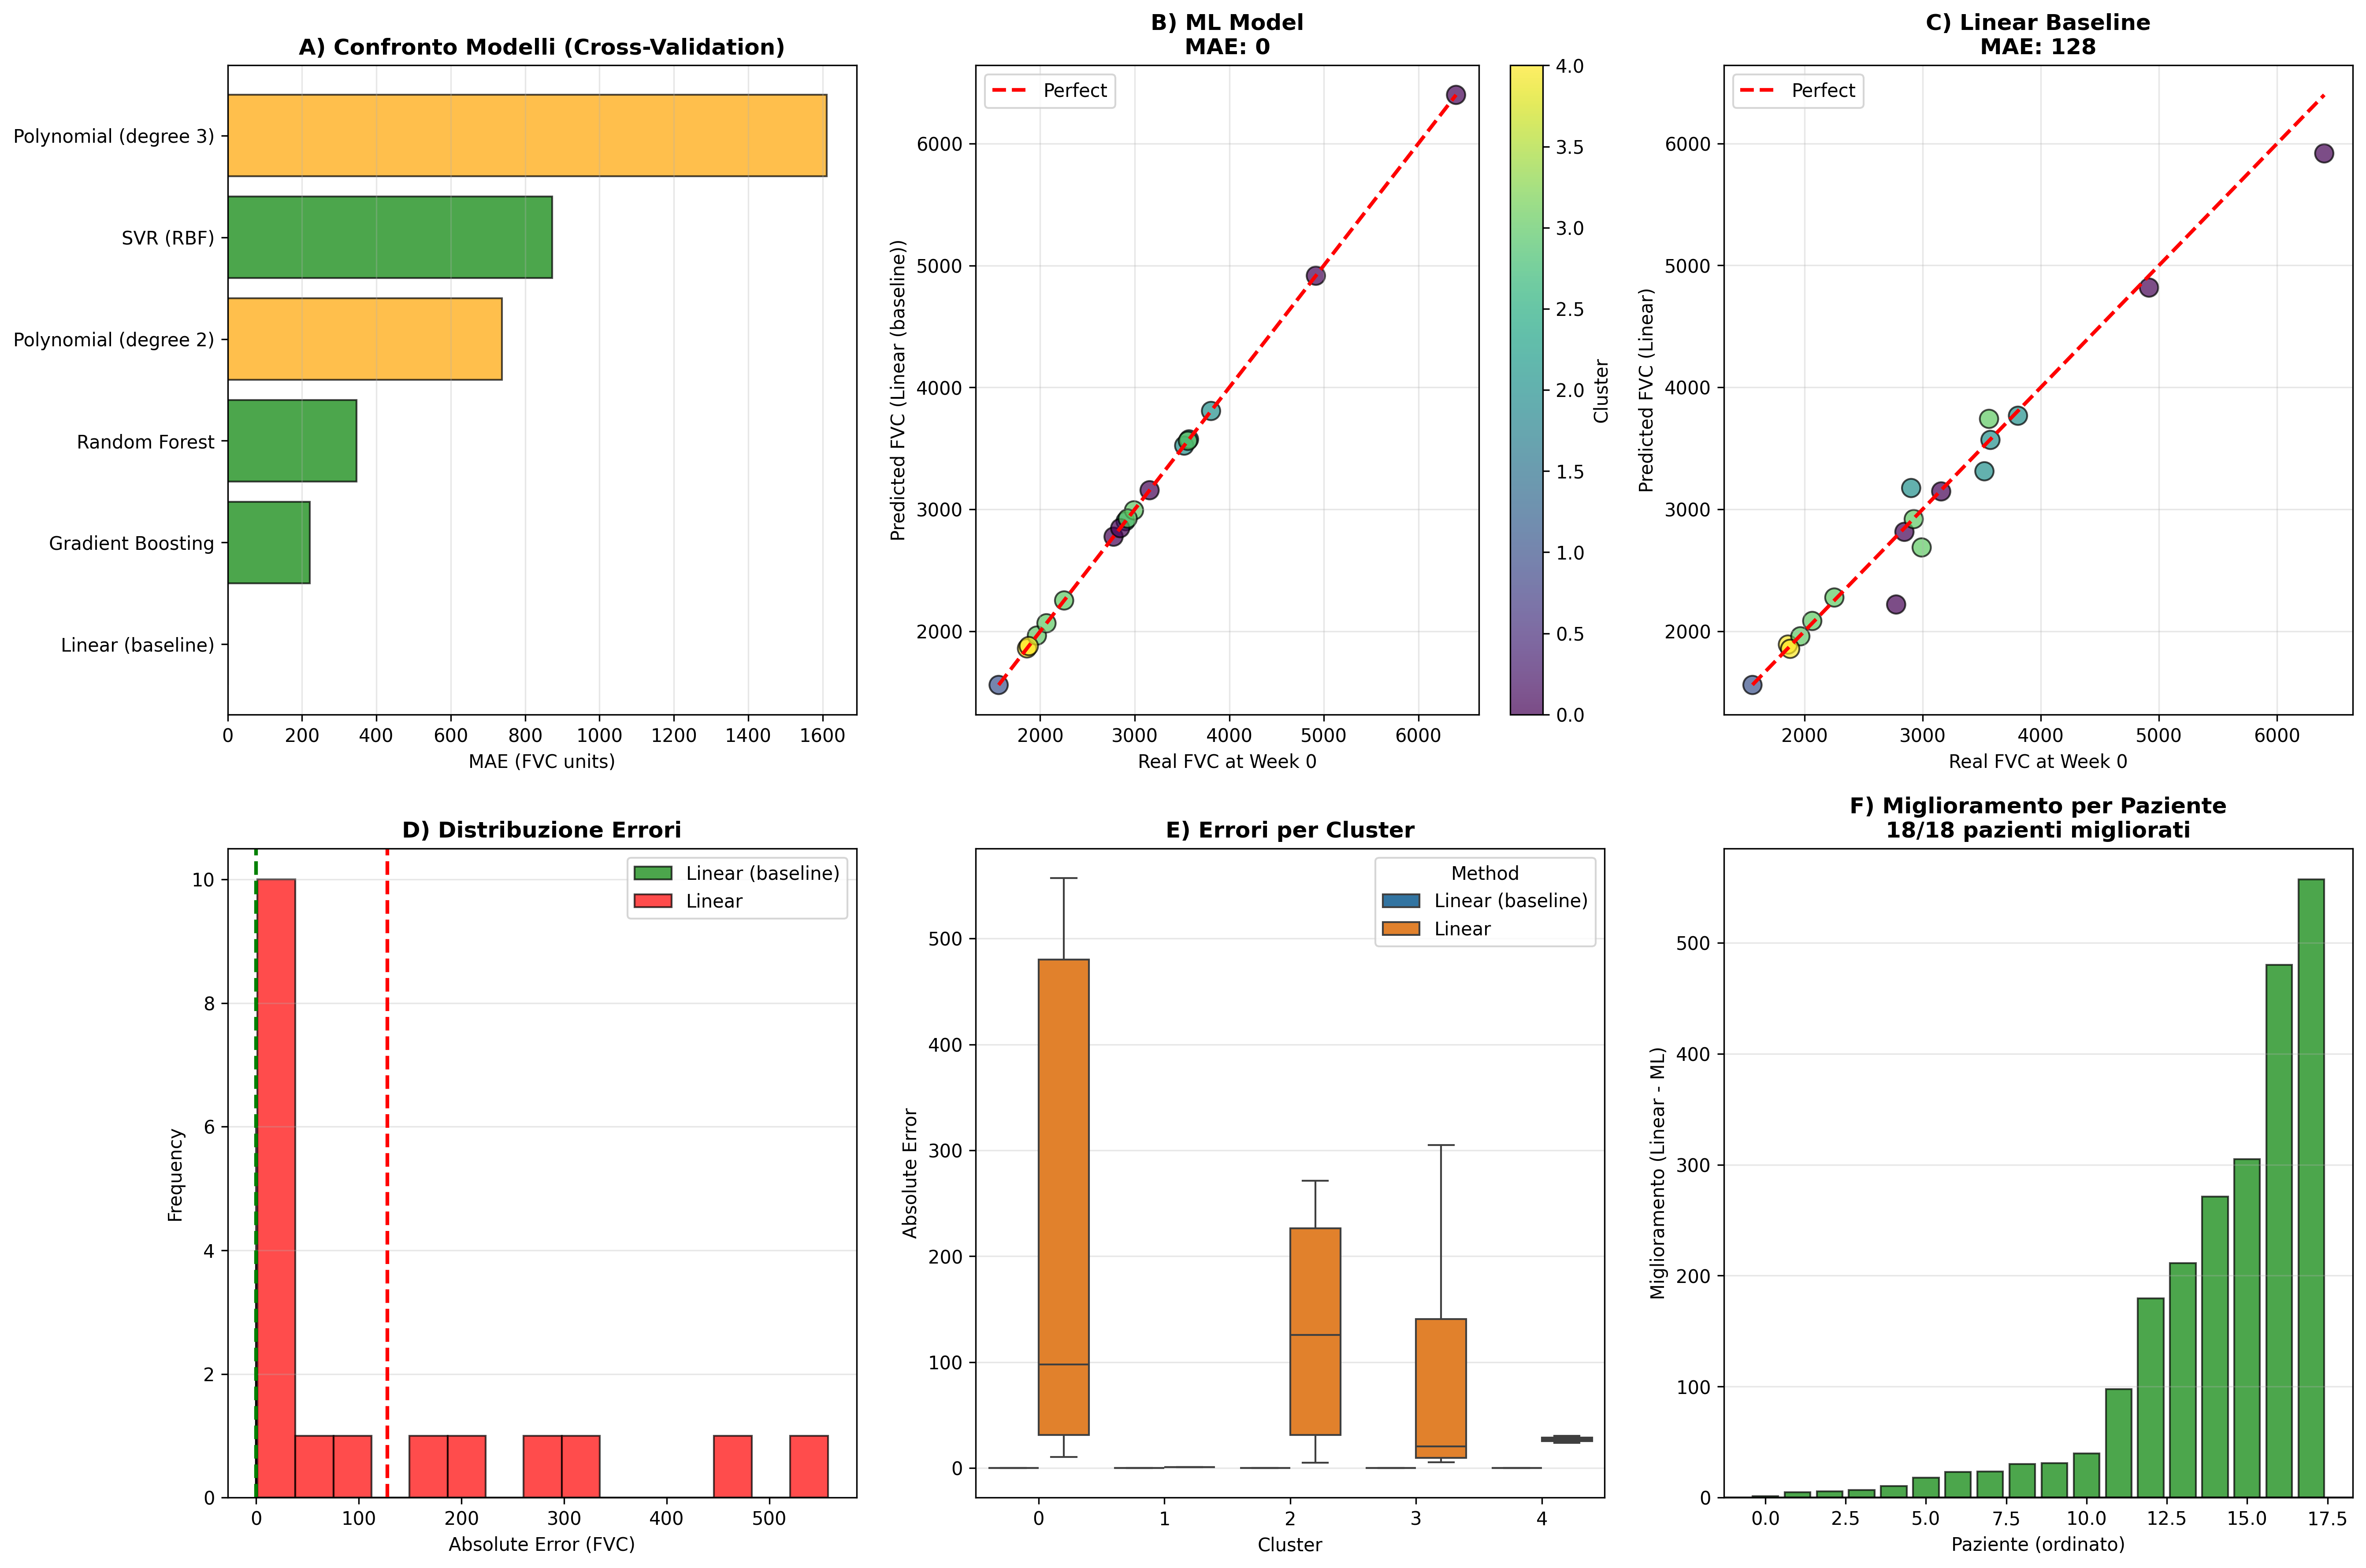 A) Confronto Modelli (Cross-Validation)
Polynomial (degree 3)
SVR (RBF)
Polynomial (degree 2)
Random Forest
Gradient Boosting
Linear (baseline)
0 200 400 600 800 1000 1200 1400 1600
MAE (FVC units)
B) ML Model
MAE: 0
Perfect
Predicted FVC (Linear (baseline))
6000
5000
4000
3000
2000
2000 3000 4000 5000 6000
Real FVC at Week 0
4.0
3.5
3.0
2.5
2.0
1.5
1.0
0.5
0.0
Cluster
C) Linear Baseline
MAE: 128
Perfect
Predicted FVC (Linear)
6000
5000
4000
3000
2000
2000 3000 4000 5000 6000
Real FVC at Week 0
D) Distribuzione Errori
Linear (baseline)
Linear
Frequency
10
8
6
4
2
0
0 100 200 300 400 500
Absolute Error (FVC)
E) Errori per Cluster
Method
Linear (baseline)
Linear
Absolute Error
500
400
300
200
100
0
0 1 2 3 4
Cluster
F) Miglioramento per Paziente
18/18 pazienti migliorati
Miglioramento (Linear - ML)
500
400
300
200
100
0
0.0 2.5 5.0 7.5 10.0 12.5 15.0 17.5
Paziente (ordinato)